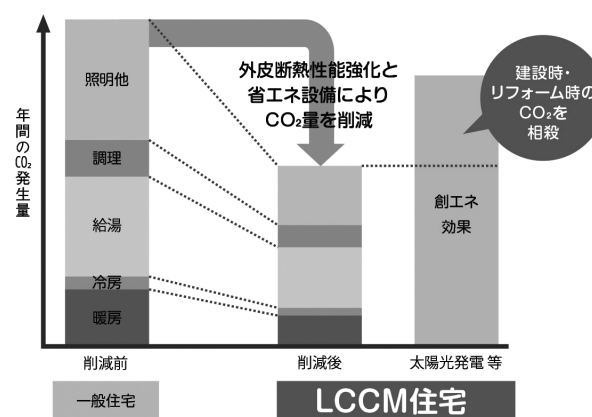 年間のCO₂発生量
照明他
調理
給湯
冷房
暖房
外皮断熱性能強化と
省エネ設備により
CO₂量を削減
創エネ
効果
建設時・
リフォーム時の
CO₂を
相殺
削減前
削減後
太陽光発電 等
一般住宅
LCCM住宅